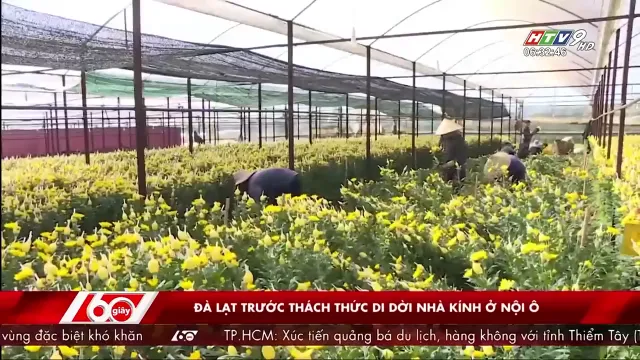 HTV9 HD
06:32:46
60 giây
ĐÀ LẠT TRƯỚC THÁCH THỨC DI DỜI NHÀ KÍNH Ở NỘI Ô
vùng đặc biệt khó khăn 60 TP.HCM: Xúc tiến quảng bá du lịch, hàng không với tỉnh Thiểm Tây (